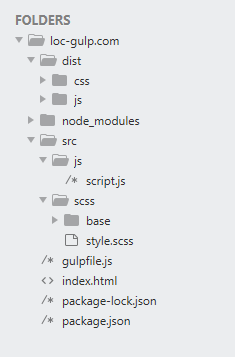 FOLDERS
loc-gulp.com
dist
css
js
node_modules
src
js
/* script.js
scss
base
style.scss
/* gulpfile.js
<> index.html
/* package-lock.json
/* package.json